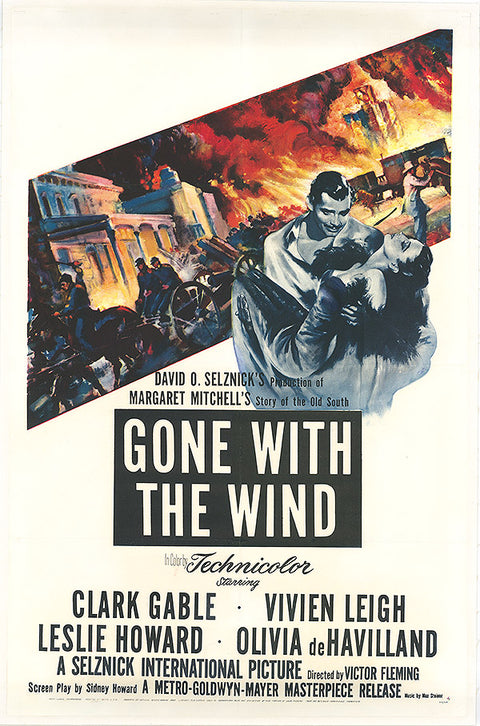 DAVID O. SELZNICK'S Production of
MARGARET MITCHELL'S Story of the Old South
GONE WITH
THE WIND
In Color by Technicolor
starring
CLARK GABLE · VIVIEN LEIGH
LESLIE HOWARD · OLIVIA deHAVILLAND
A SELZNICK INTERNATIONAL PICTURE Directed by VICTOR FLEMING
Screen Play by Sidney Howard A METRO-GOLDWYN-MAYER MASTERPIECE RELEASE Music by Max Steiner